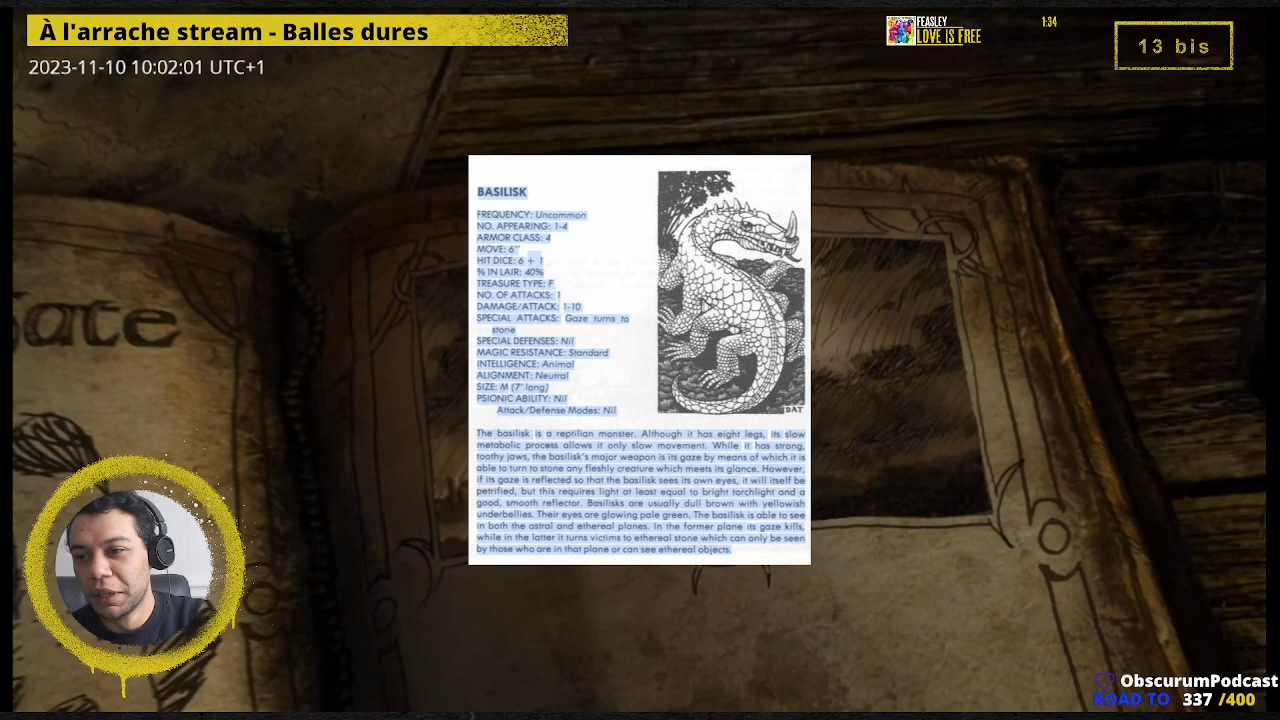 À l'arrache stream - Balles dures
2023-11-10 10:02:01 UTC+1
FEASLEY
LOVE IS FREE
1:34
13 bis
ate
BASILISK
FREQUENCY: Uncommon
NO. APPEARING: 1-4
ARMOR CLASS: 4
MOVE: 6"
HIT DICE: 6 + 1
% IN LAIR: 40%
TREASURE TYPE: F
NO. OF ATTACKS: 1
DAMAGE/ATTACK: 1-10
SPECIAL ATTACKS: Gaze turns to
stone
SPECIAL DEFENSES: Nil
MAGIC RESISTANCE: Standard
INTELLIGENCE: Animal
ALIGNMENT: Neutral
SIZE: M (7' long)
PSIONIC ABILITY: Nil
Attack/Defense Modes: Nil
DAT
The basilisk is a reptilian monster. Although it has eight legs, its slow
metabolic process allows it only slow movement. While it has strong,
toothy jaws, the basilisk's major weapon is its gaze by means of which it is
able to turn to stone any fleshly creature which meets its glance. However,
if its gaze is reflected so that the basilisk sees its own eyes, it will itself be
petrified, but this requires light at least equal to bright torchlight and a
good, smooth reflector. Basilisks are usually dull brown with yellowish
underbellies. Their eyes are glowing pale green. The basilisk is able to see
in both the astral and ethereal planes. In the former plane its gaze kills,
while in the latter it turns victims to ethereal stone which can only be seen
by those who are in that plane or can see ethereal objects.
ObscurumPodcast
ROAD TO 337 /400